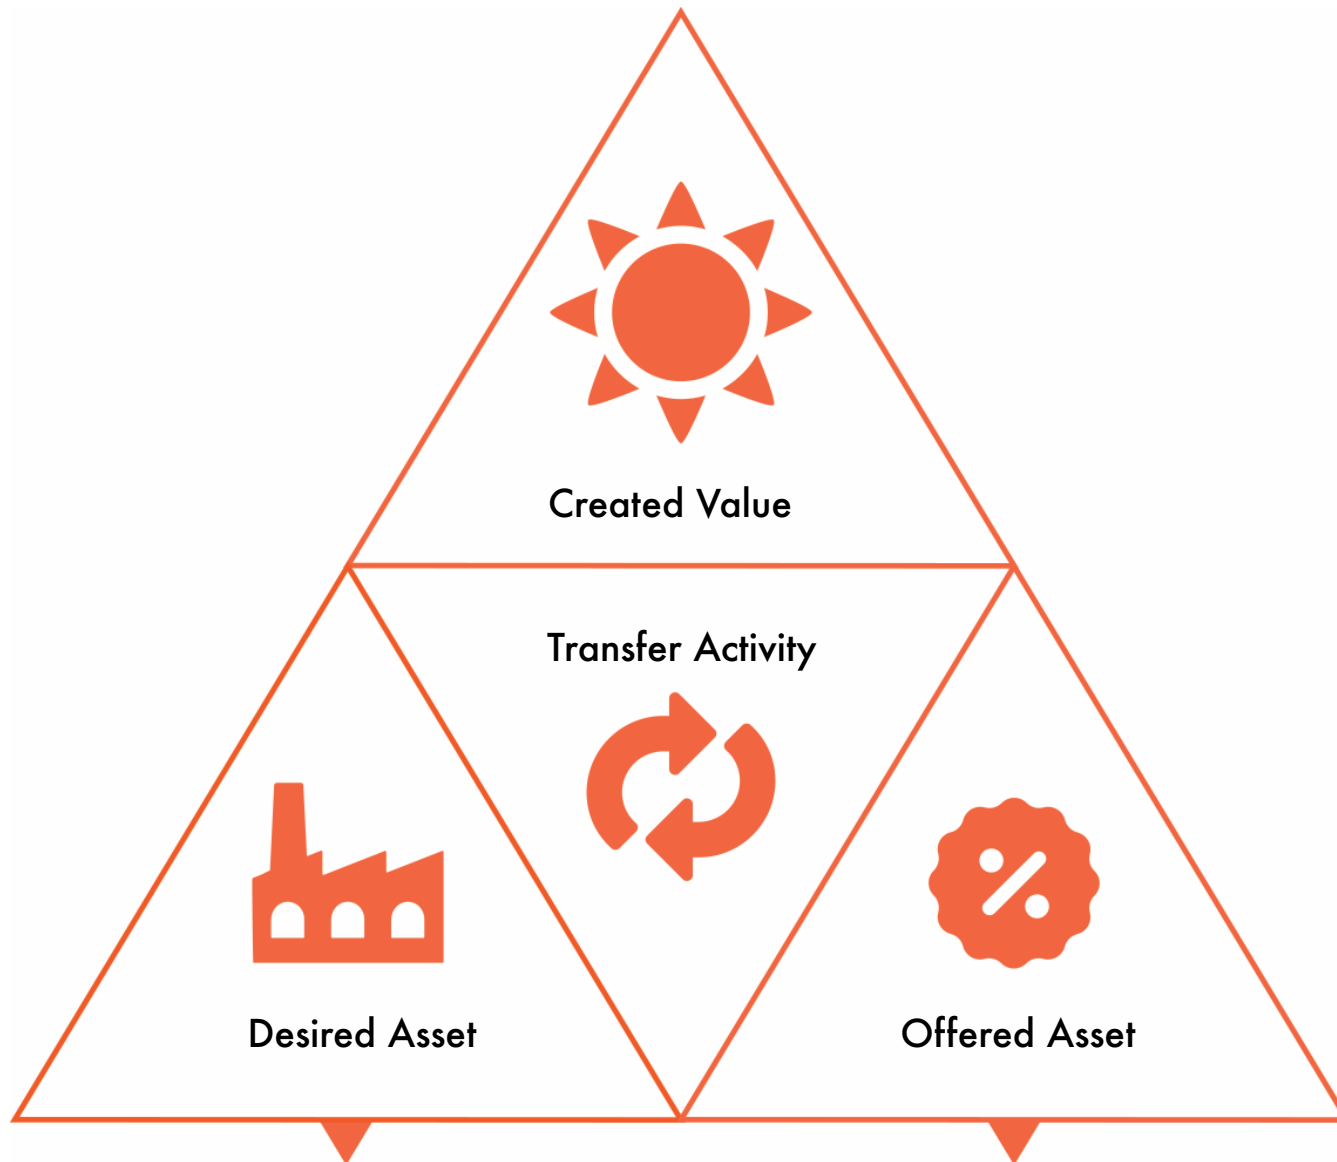 Created Value
Transfer Activity
Desired Asset
Offered Asset